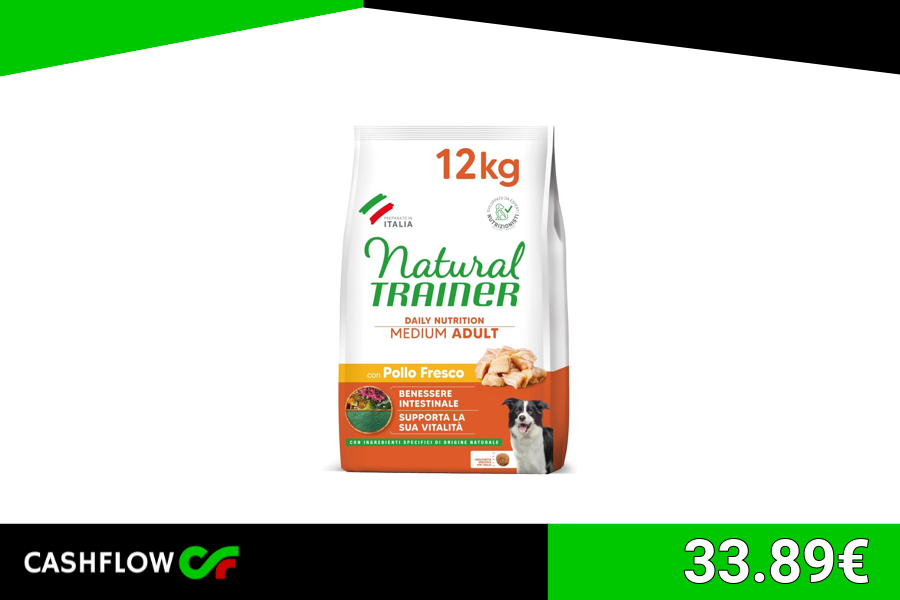 12kg
PREPARATO IN
ITALIA
NUTRIZIONISTI
Natural
TRAINER
DAILY NUTRITION
MEDIUM ADULT
con Pollo Fresco
BENESSERE
INTESTINALE
SUPPORTA LA
SUA VITALITÀ
CON INGREDIENTI SPECIFICI DI ORIGINE NATURALE
CASHFLOW
33.89€